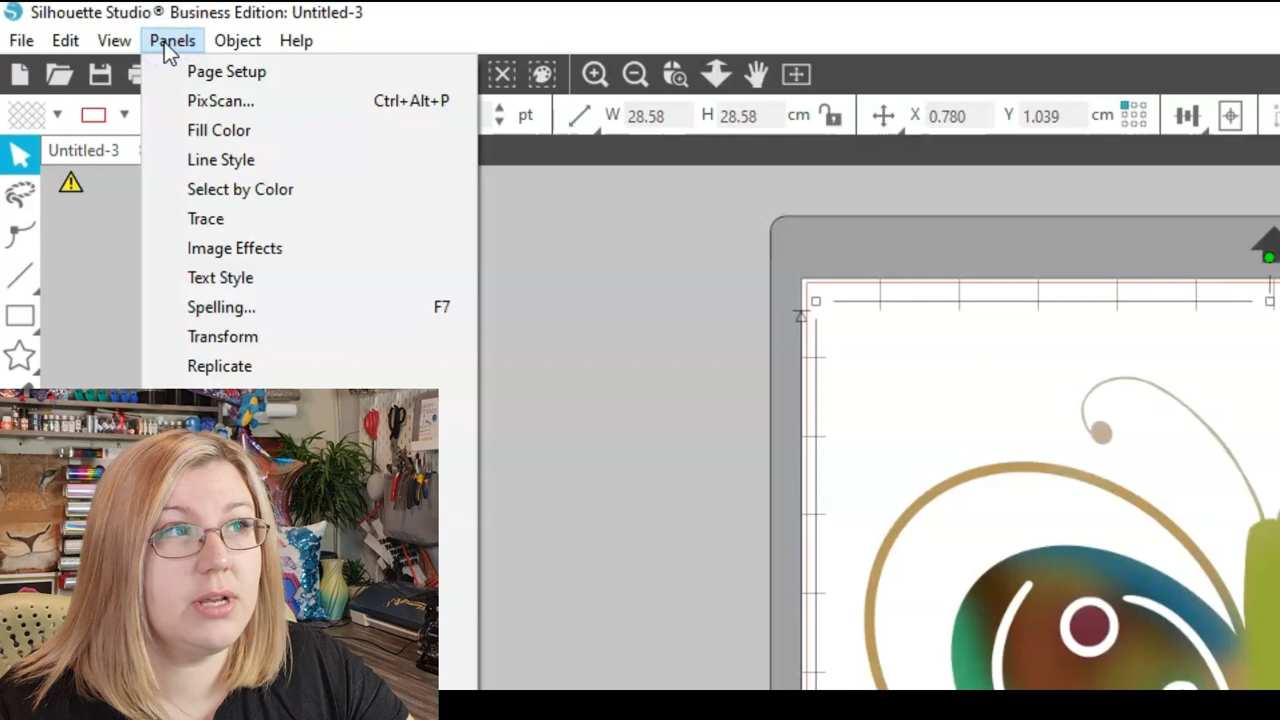 Silhouette Studio® Business Edition: Untitled-3
File Edit View Panels Object Help
Page Setup
PixScan... Ctrl+Alt+P
Fill Color
Line Style
Select by Color
Trace
Image Effects
Text Style
Spelling... F7
Transform
Replicate
pt W 28.58 H 28.58 cm X 0.780 Y 1.039 cm
Untitled-3